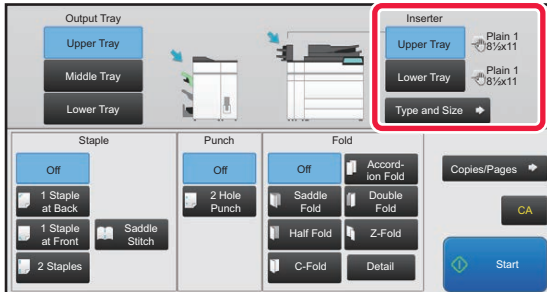 Output Tray
Inserter
Upper Tray
Middle Tray
Lower Tray
Upper Tray
Plain 1
8½x11
Lower Tray
Plain 1
8½x11
Type and Size
Staple
Punch
Fold
Off
1 Staple
at Back
1 Staple
at Front
Saddle
Stitch
2 Staples
Off
2 Hole
Punch
Off
Accord-
ion Fold
Saddle
Fold
Double
Fold
Half Fold
Z-Fold
C-Fold
Detail
Copies/Pages
CA
Start